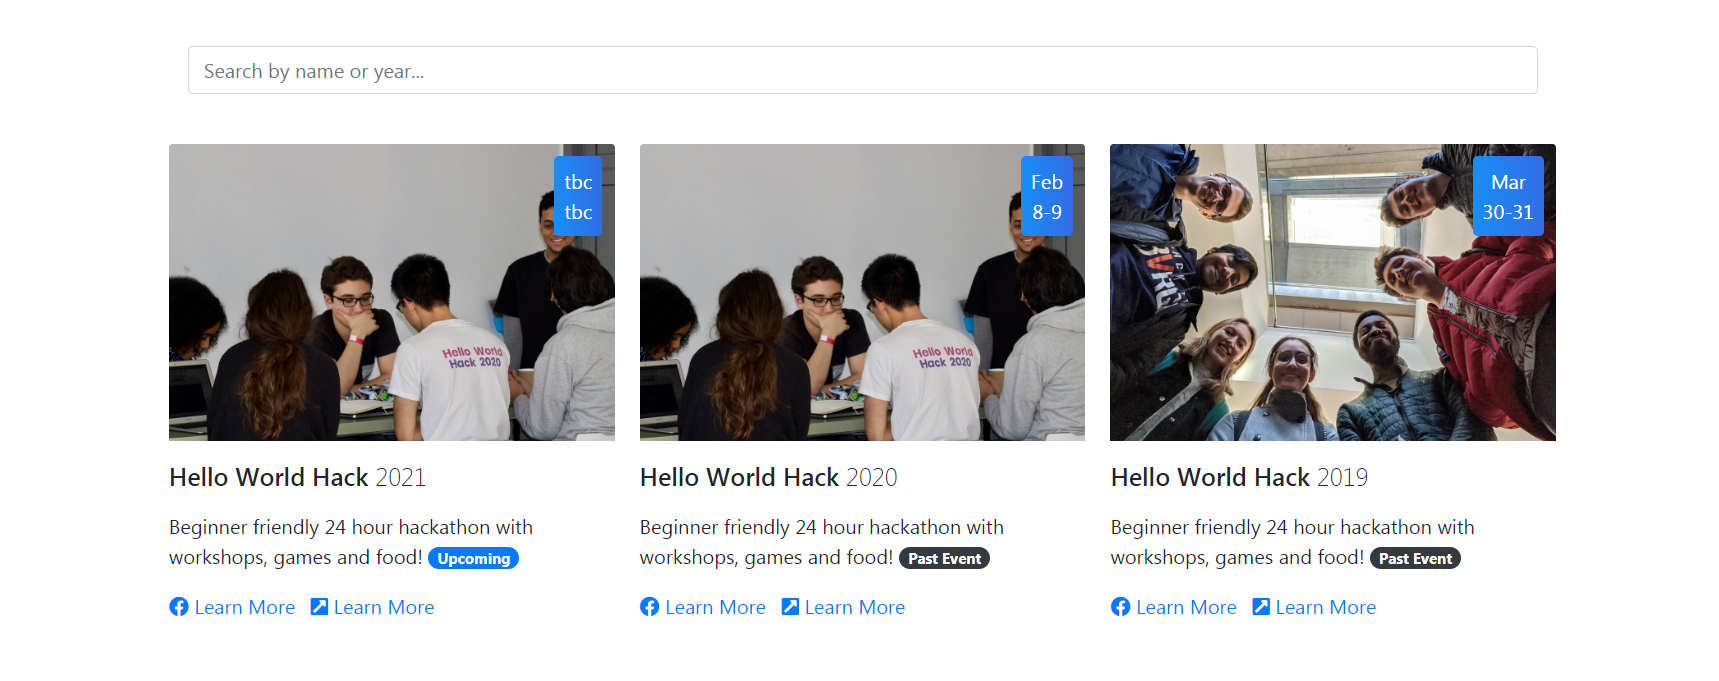 Search by name or year...
tbc
tbc
Hello World
Hack 2020
Hello World Hack 2021
Beginner friendly 24 hour hackathon with
workshops, games and food! Upcoming
Learn More Learn More
Feb
8-9
Hello World
Hack 2020
Hello World Hack 2020
Beginner friendly 24 hour hackathon with
workshops, games and food! Past Event
Learn More Learn More
Mar
30-31
Hello World Hack 2019
Beginner friendly 24 hour hackathon with
workshops, games and food! Past Event
Learn More Learn More